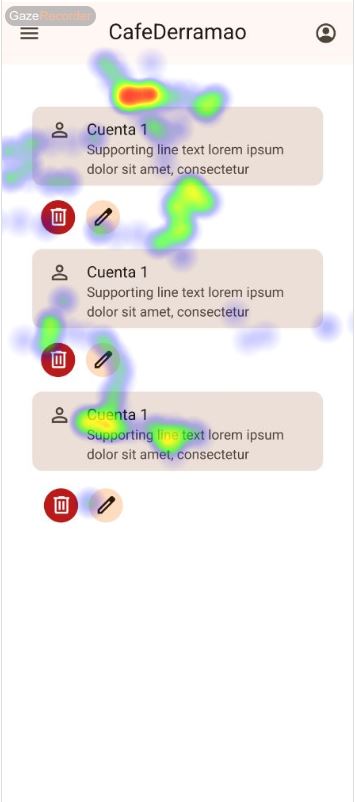 GazeRecorder
CafeDerramao
Cuenta 1
Supporting line text lorem ipsum
dolor sit amet, consectetur
Cuenta 1
Supporting line text lorem ipsum
dolor sit amet, consectetur
Cuenta 1
Supporting line text lorem ipsum
dolor sit amet, consectetur